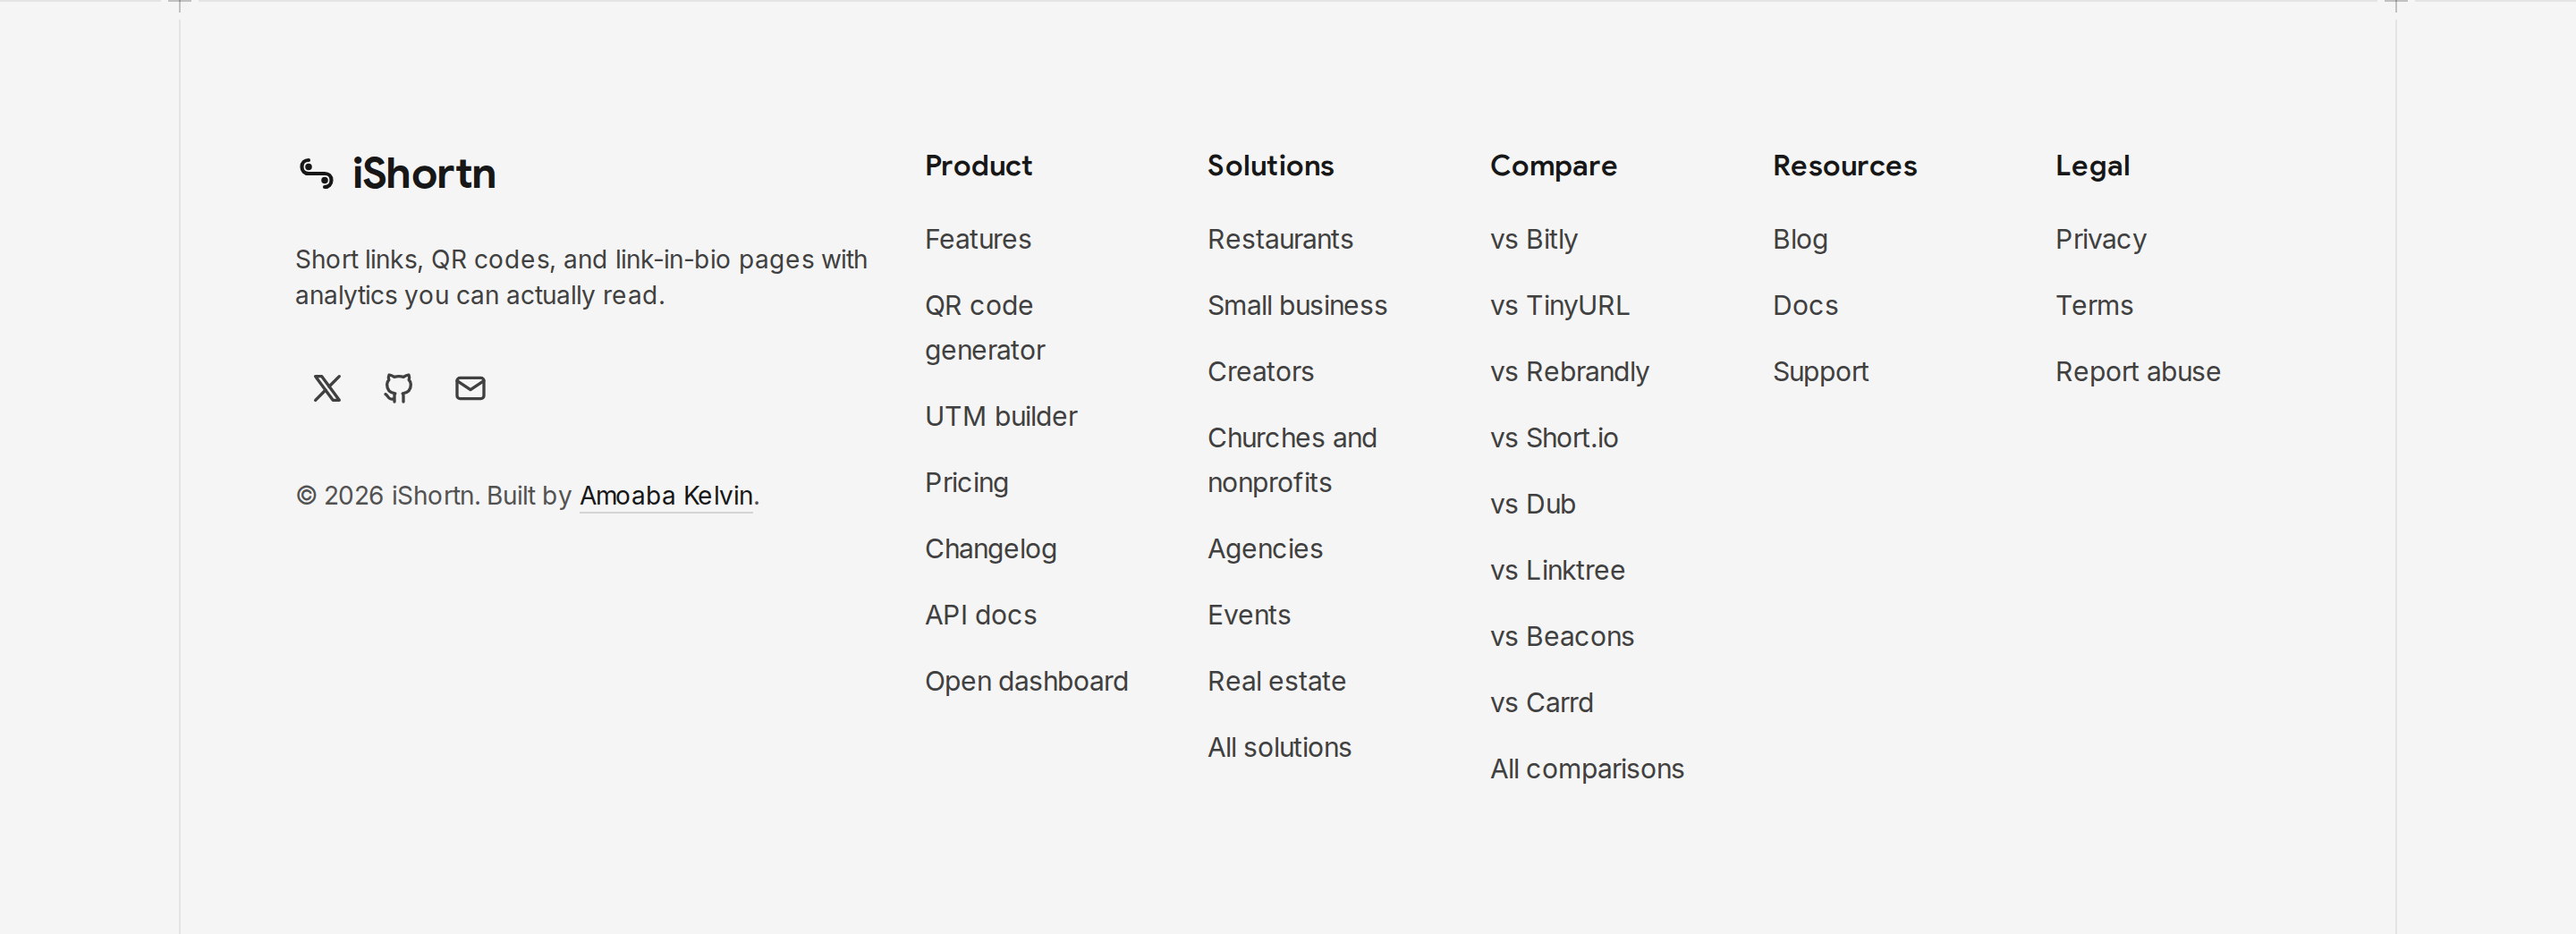 iShortn
Short links, QR codes, and link-in-bio pages with
analytics you can actually read.
© 2026 iShortn. Built by Amoaba Kelvin.
Product
Features
QR code
generator
UTM builder
Pricing
Changelog
API docs
Open dashboard
Solutions
Restaurants
Small business
Creators
Churches and
nonprofits
Agencies
Events
Real estate
All solutions
Compare
vs Bitly
vs TinyURL
vs Rebrandly
vs Short.io
vs Dub
vs Linktree
vs Beacons
vs Carrd
All comparisons
Resources
Blog
Docs
Support
Legal
Privacy
Terms
Report abuse